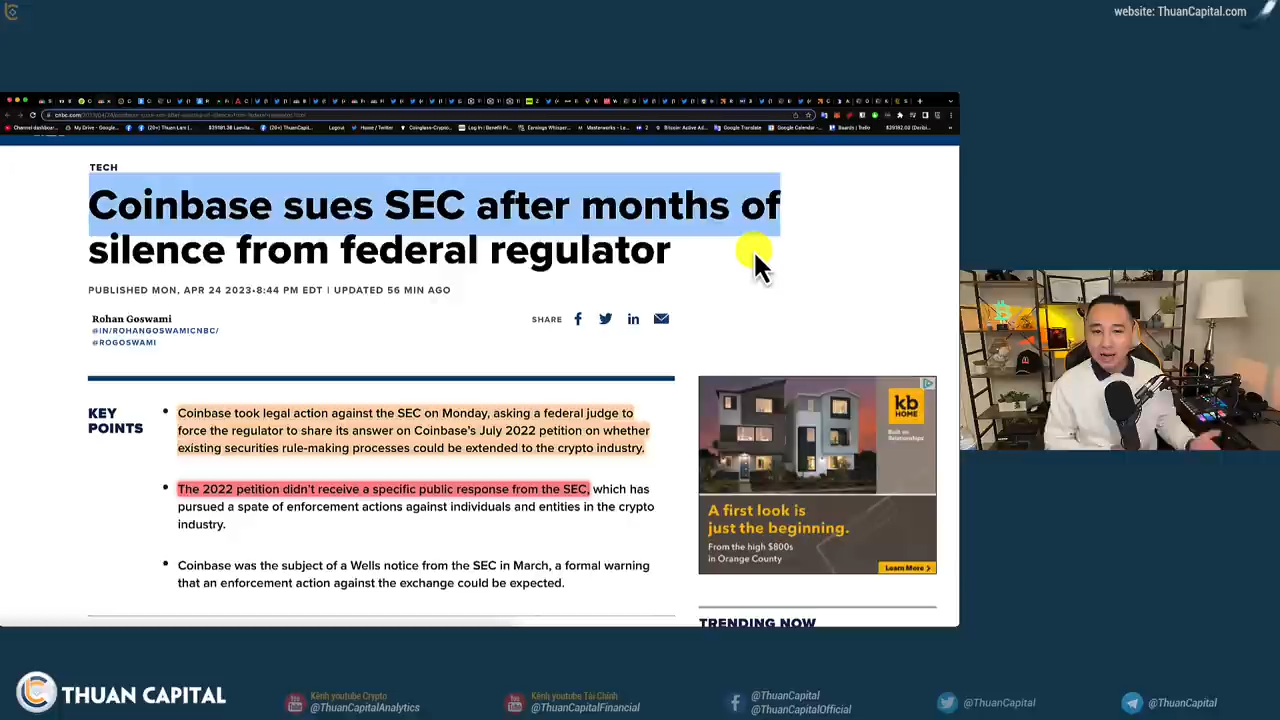 website: ThuanCapital.com
TECH
Coinbase sues SEC after months of
silence from federal regulator
PUBLISHED MON, APR 24 2023•8:44 PM EDT | UPDATED 56 MIN AGO
Rohan Goswami
@IN/ROHANGOSWAMICNBC/
@ROGOSWAMI
SHARE
KEY
POINTS
Coinbase took legal action against the SEC on Monday, asking a federal judge to
force the regulator to share its answer on Coinbase's July 2022 petition on whether
existing securities rule-making processes could be extended to the crypto industry.
The 2022 petition didn't receive a specific public response from the SEC, which has
pursued a spate of enforcement actions against individuals and entities in the crypto
industry.
Coinbase was the subject of a Wells notice from the SEC in March, a formal warning
that an enforcement action against the exchange could be expected.
kb
HOME
Built on
Relationships
A first look is
just the beginning.
From the high $800s
in Orange County
Learn More >
TRENDING NOW
THUAN CAPITAL
Kênh youtube Crypto
@ThuanCapitalAnalytics
Kênh youtube Tài Chính
@ThuanCapitalFinancial
@ThuanCapital
@ThuanCapitalOfficial
@ThuanCapital
@ThuanCapital